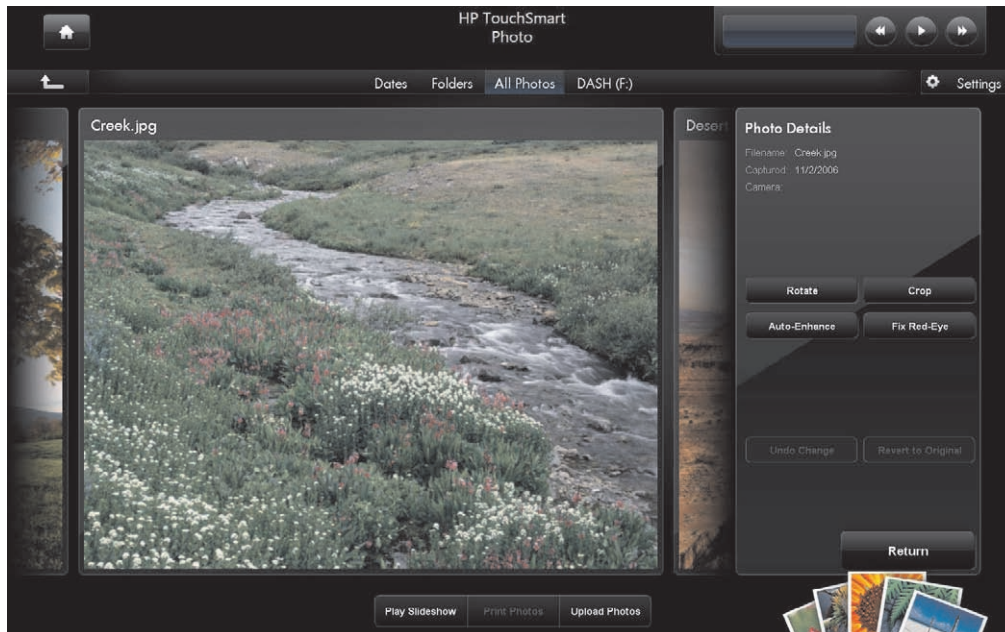 HP TouchSmart
Photo
Dates Folders All Photos DASH (F:)
Settings
Creek.jpg
Photo Details
Filename: Creek.jpg
Captured: 11/2/2006
Camera:
Rotate Crop
Auto-Enhance Fix Red-Eye
Undo Change Revert to Original
Return
Play Slideshow Print Photos Upload Photos